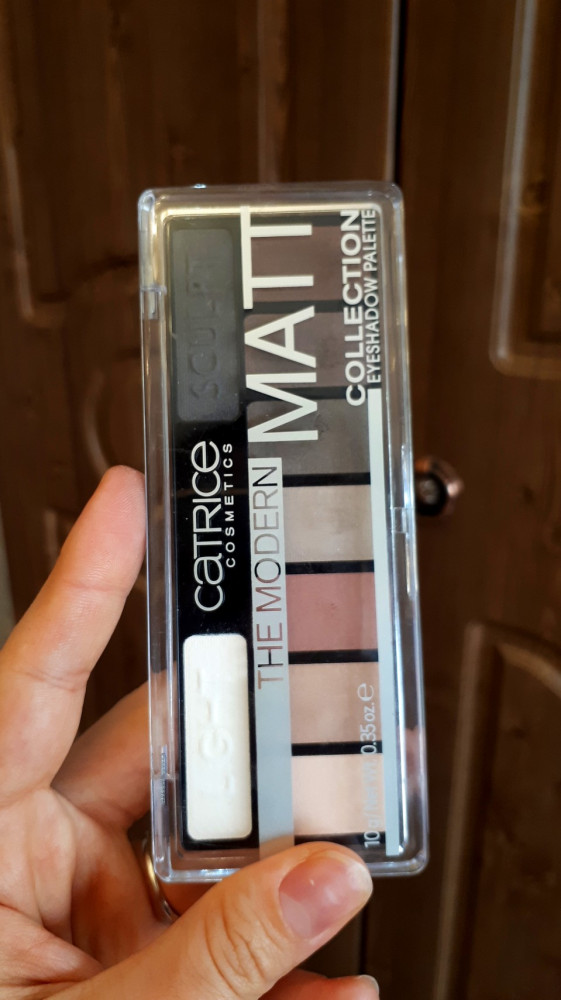 CATRICE
COSMETICS
THE MODERN
MATT
COLLECTION
EYESHADOW PALETTE
SCULPT
LIGHT
0.35 oz. e